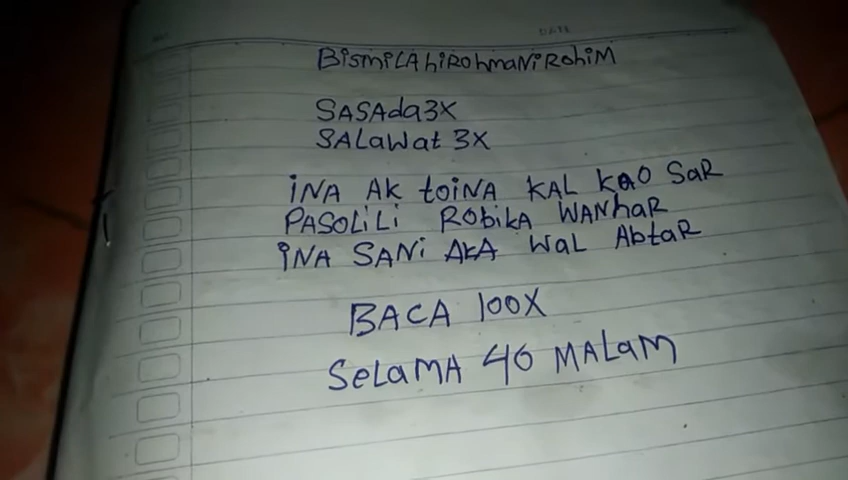 BismiLAhiRohmaNiRohiM
SASAda3X
SALAWat 3X
iNA AK toiNA KAL KAO SaR
PASOLiLi RobikA WANhaR
iNA SANi AKA WaL AbtaR
BACA 100X
SeLaMA 40 MALaM